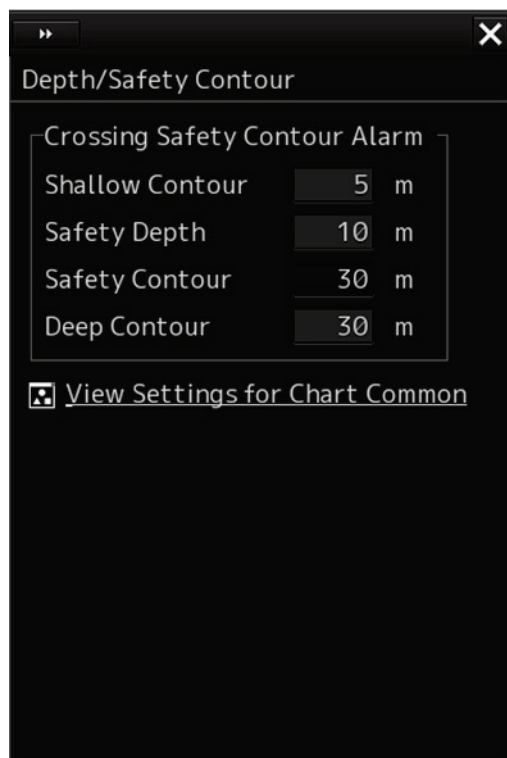 Depth/Safety Contour
Crossing Safety Contour Alarm
Shallow Contour 5 m
Safety Depth 10 m
Safety Contour 30 m
Deep Contour 30 m
View Settings for Chart Common